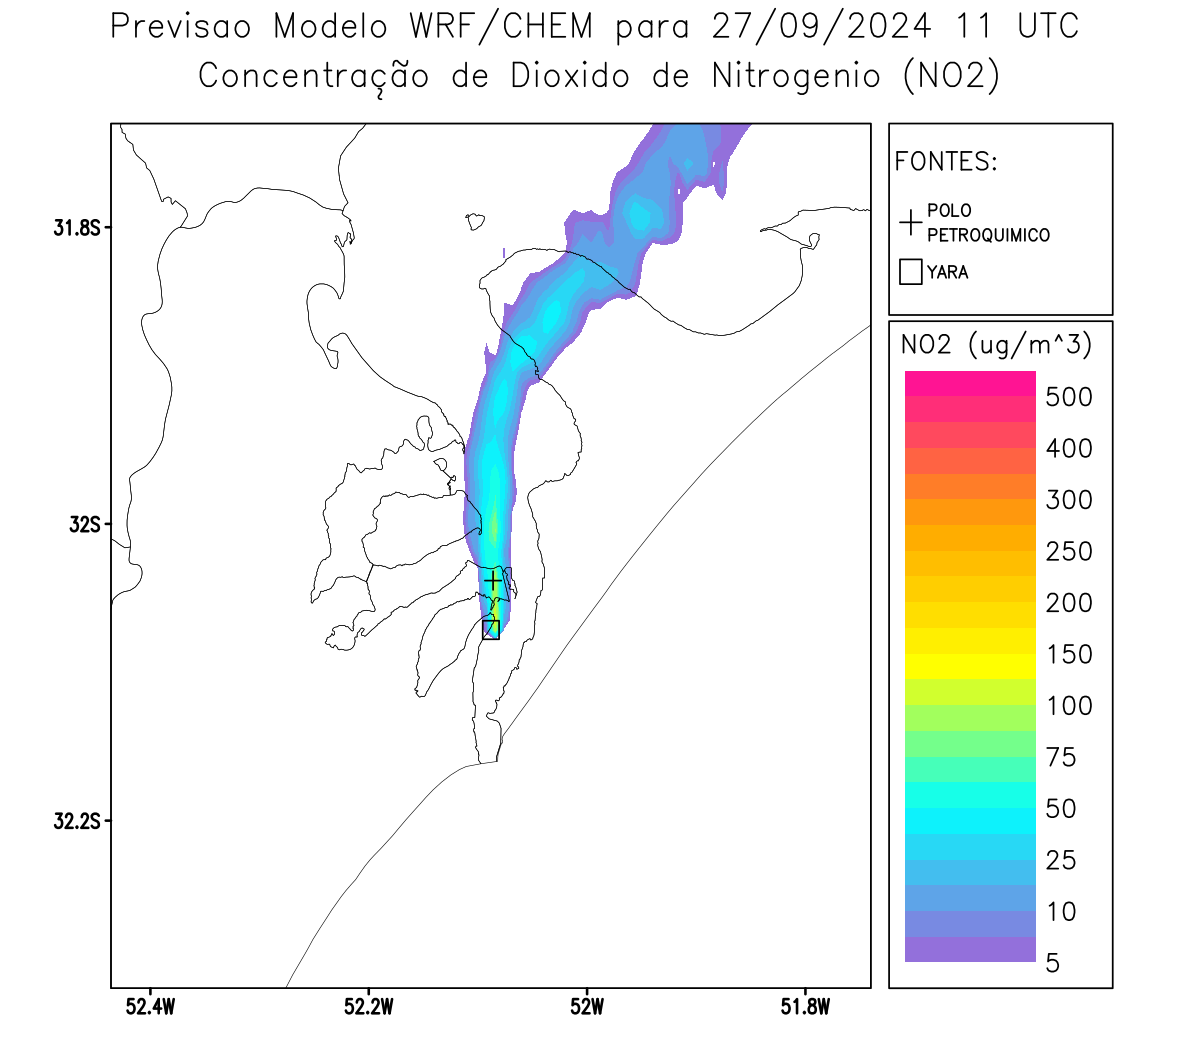 Previsao Modelo WRF/CHEM para 27/09/2024 11 UTC
Concentração de Dioxido de Nitrogenio (NO2)
FONTES:
POLO
PETROQUIMICO
YARA
NO2 (ug/m^3)
500
400
300
250
200
150
100
75
50
25
10
5
31.8S
32S
32.2S
52.4W
52.2W
52W
51.8W